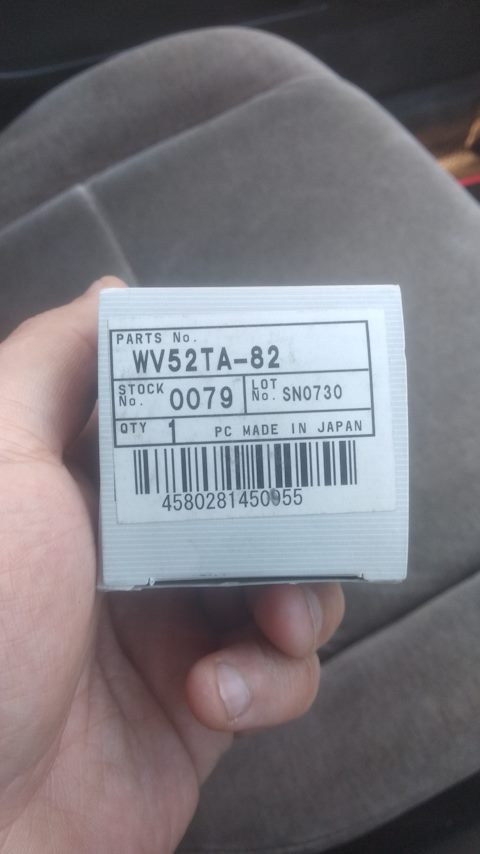 PARTS No.
WV52TA-82
STOCK No. 0079 LOT No. SN0730
QTY 1 PC MADE IN JAPAN
4580281450955